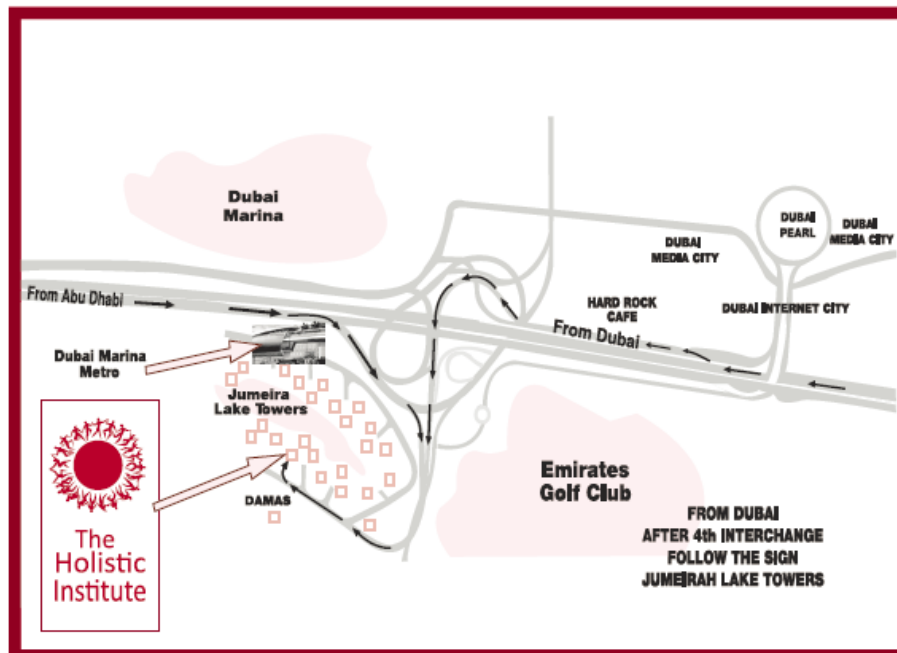 Dubai
Marina
DUBAI
PEARL
DUBAI
MEDIA CITY
DUBAI
MEDIA CITY
From Abu Dhabi
HARD ROCK
CAFE
DUBAI INTERNET CITY
From Dubai
Dubai Marina
Metro
Jumeira
Lake Towers
Emirates
Golf Club
DAMAS
The
Holistic
Institute
FROM DUBAI
AFTER 4th INTERCHANGE
FOLLOW THE SIGN
JUMEIRAH LAKE TOWERS